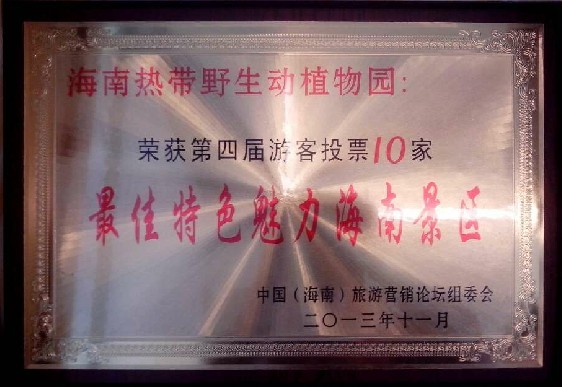 海南热带野生动植物园:
荣获第四届游客投票10家
最佳特色魅力海南景区
中国(海南)旅游营销论坛组委会
二〇一三年十一月